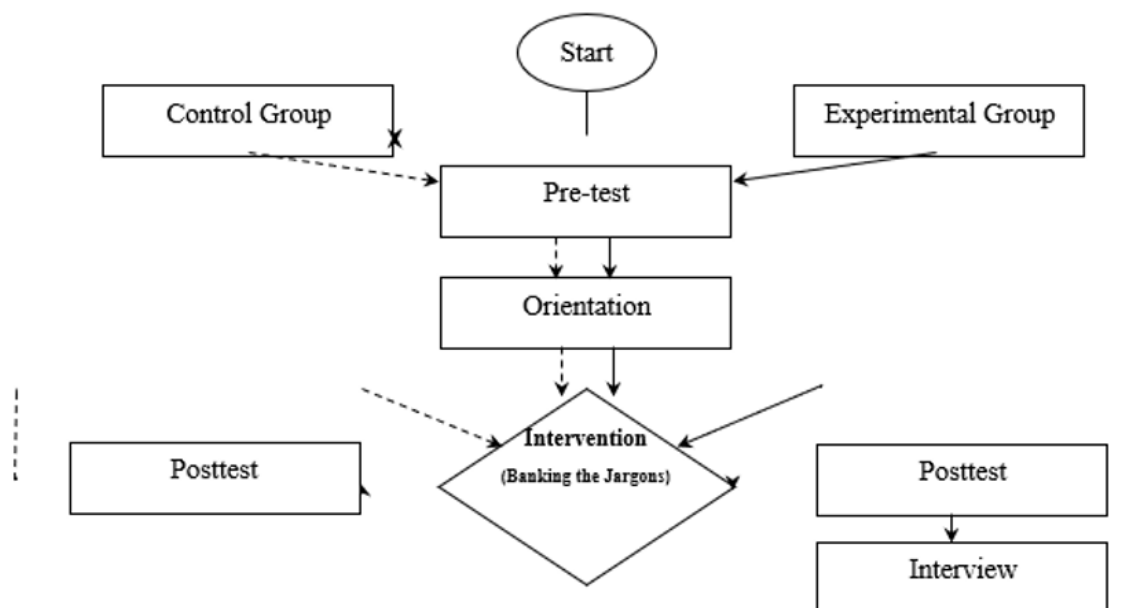 Start
Control Group
Experimental Group
Pre-test
Orientation
Intervention
(Banking the Jargons)
Posttest
Posttest
Interview